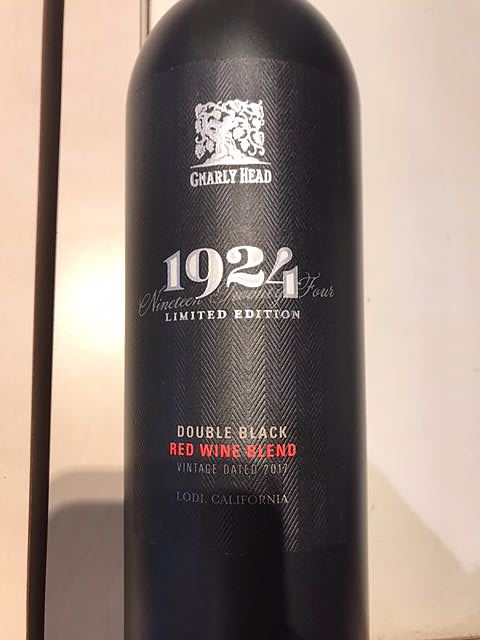 GNARLY HEAD
1924
Nineteen Twenty Four
LIMITED EDITION
DOUBLE BLACK
RED WINE BLEND
VINTAGE DATED 2017
LODI, CALIFORNIA